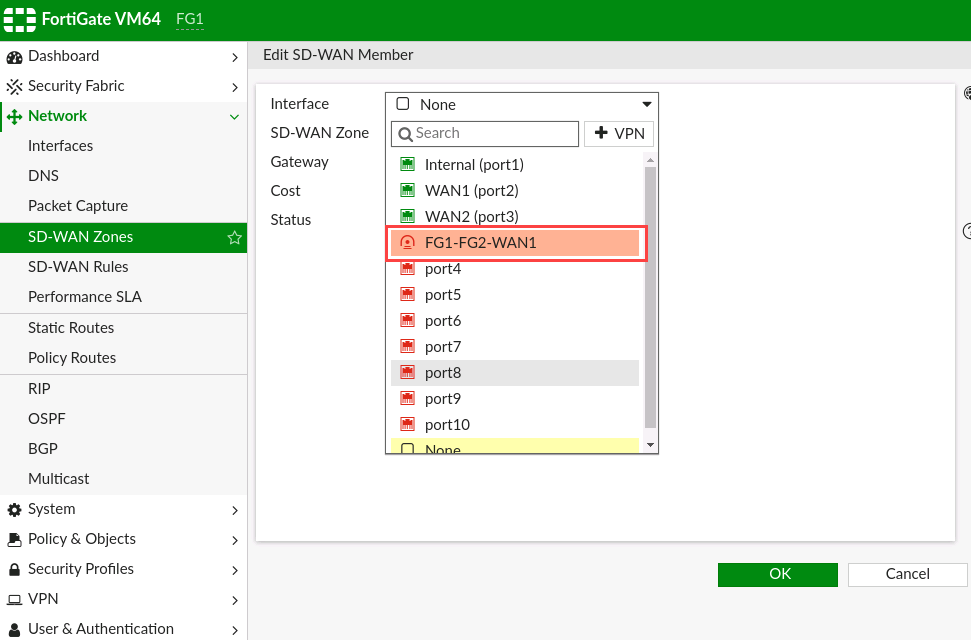 FortiGate VM64 FG1
Dashboard
Security Fabric
Network
Interfaces
DNS
Packet Capture
SD-WAN Zones
SD-WAN Rules
Performance SLA
Static Routes
Policy Routes
RIP
OSPF
BGP
Multicast
System
Policy & Objects
Security Profiles
VPN
User & Authentication
Edit SD-WAN Member
Interface
SD-WAN Zone
Gateway
Cost
Status
None
Search
VPN
Internal (port1)
WAN1 (port2)
WAN2 (port3)
FG1-FG2-WAN1
port4
port5
port6
port7
port8
port9
port10
None
OK
Cancel